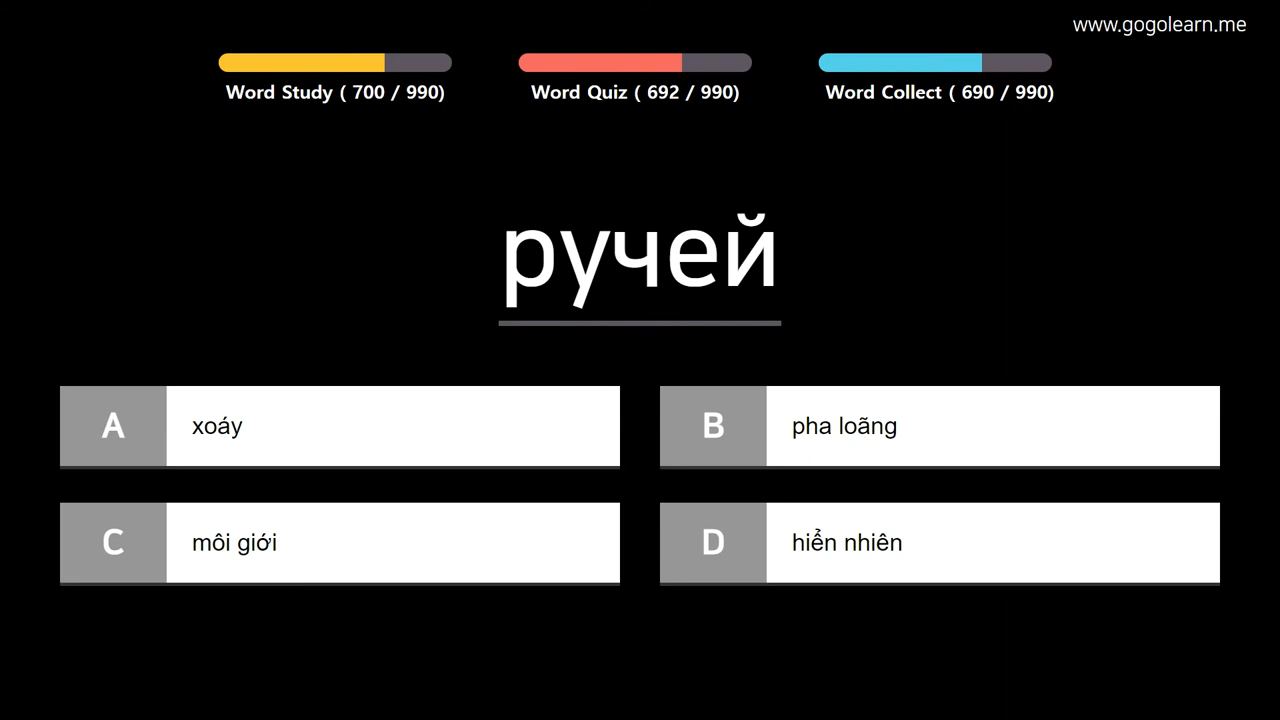 www.gogolearn.me
Word Study ( 700 / 990)
Word Quiz ( 692 / 990)
Word Collect ( 690 / 990)
ручей
A xoáy
B pha loãng
C môi giới
D hiển nhiên